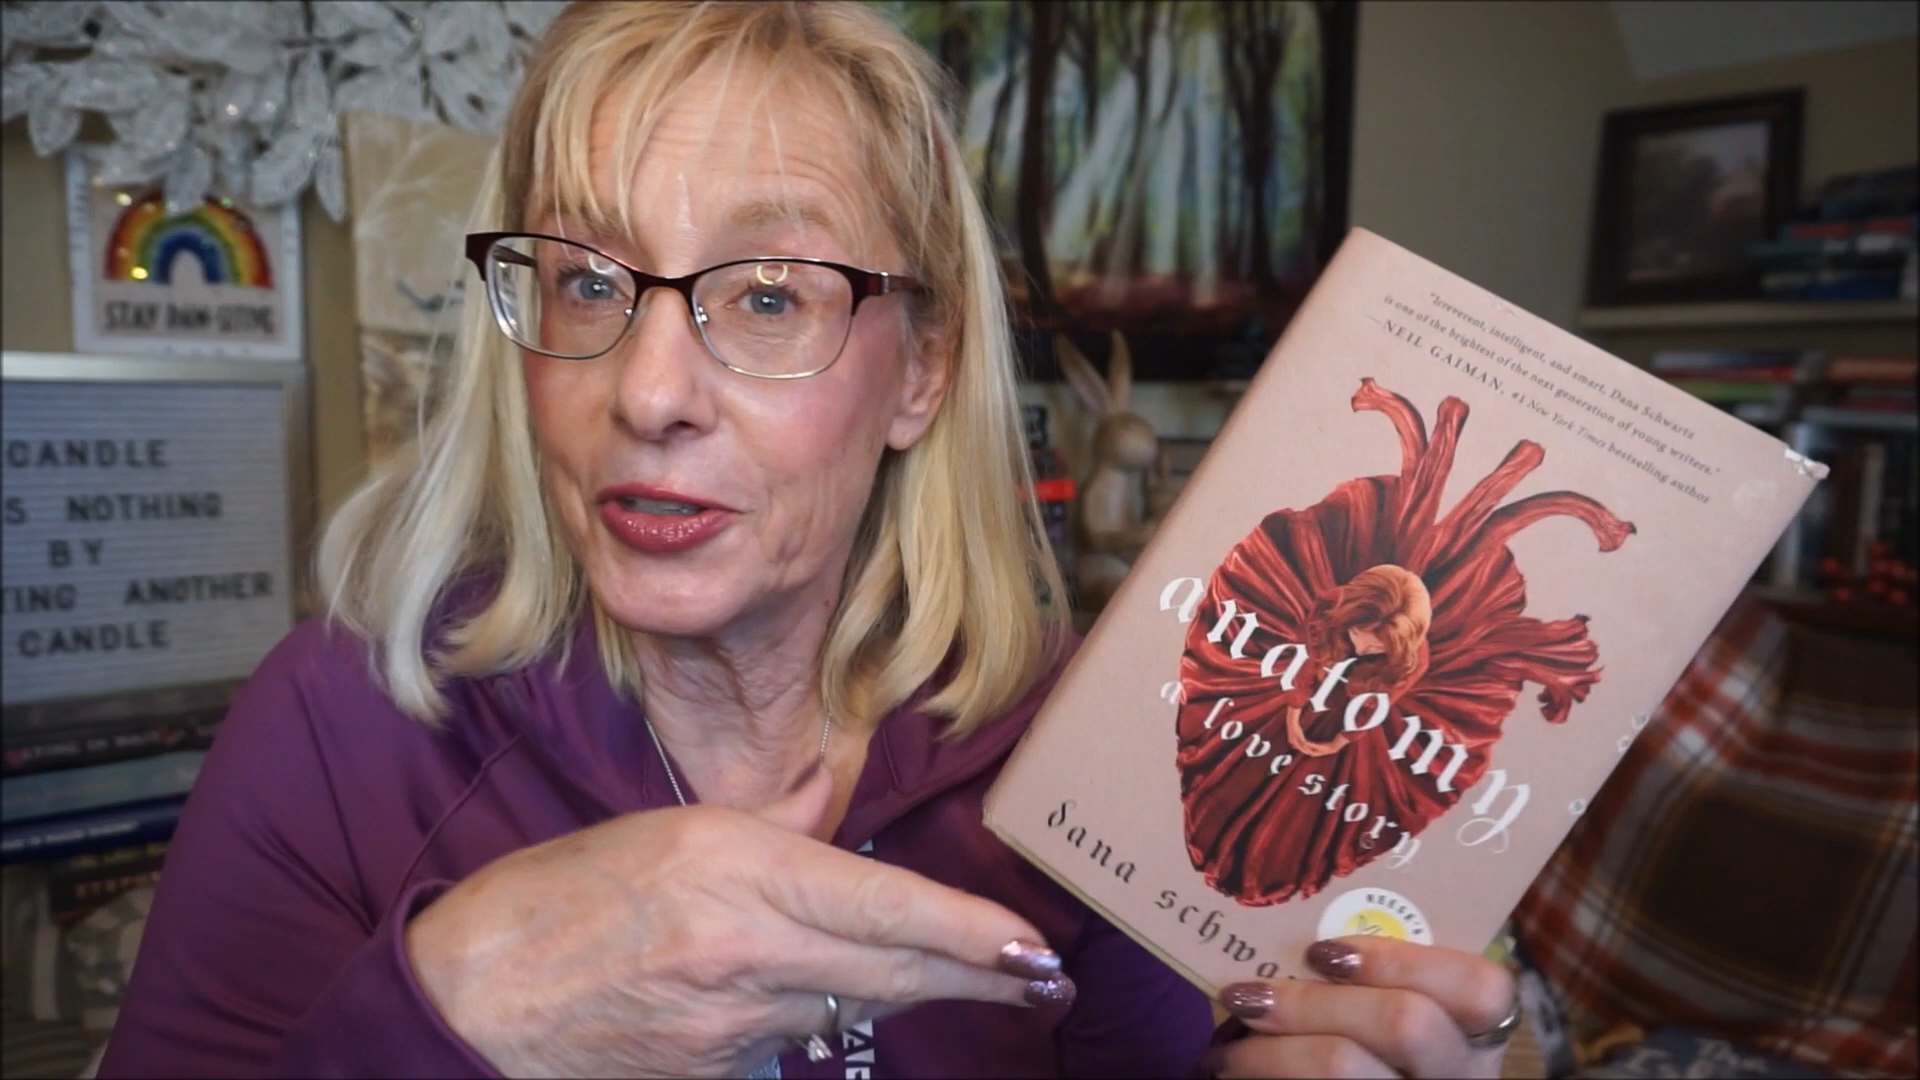 STAY PAW-SITIVE
CANDLE
S NOTHING
BY
TING ANOTHER
CANDLE
"Irreverent, intelligent, and smart, Dana Schwartz
is one of the brightest of the next generation of young writers."
—NEIL GAIMAN, #1 New York Times bestselling author
anatomy
a love story
dana schwa
REESE'S
STEPH